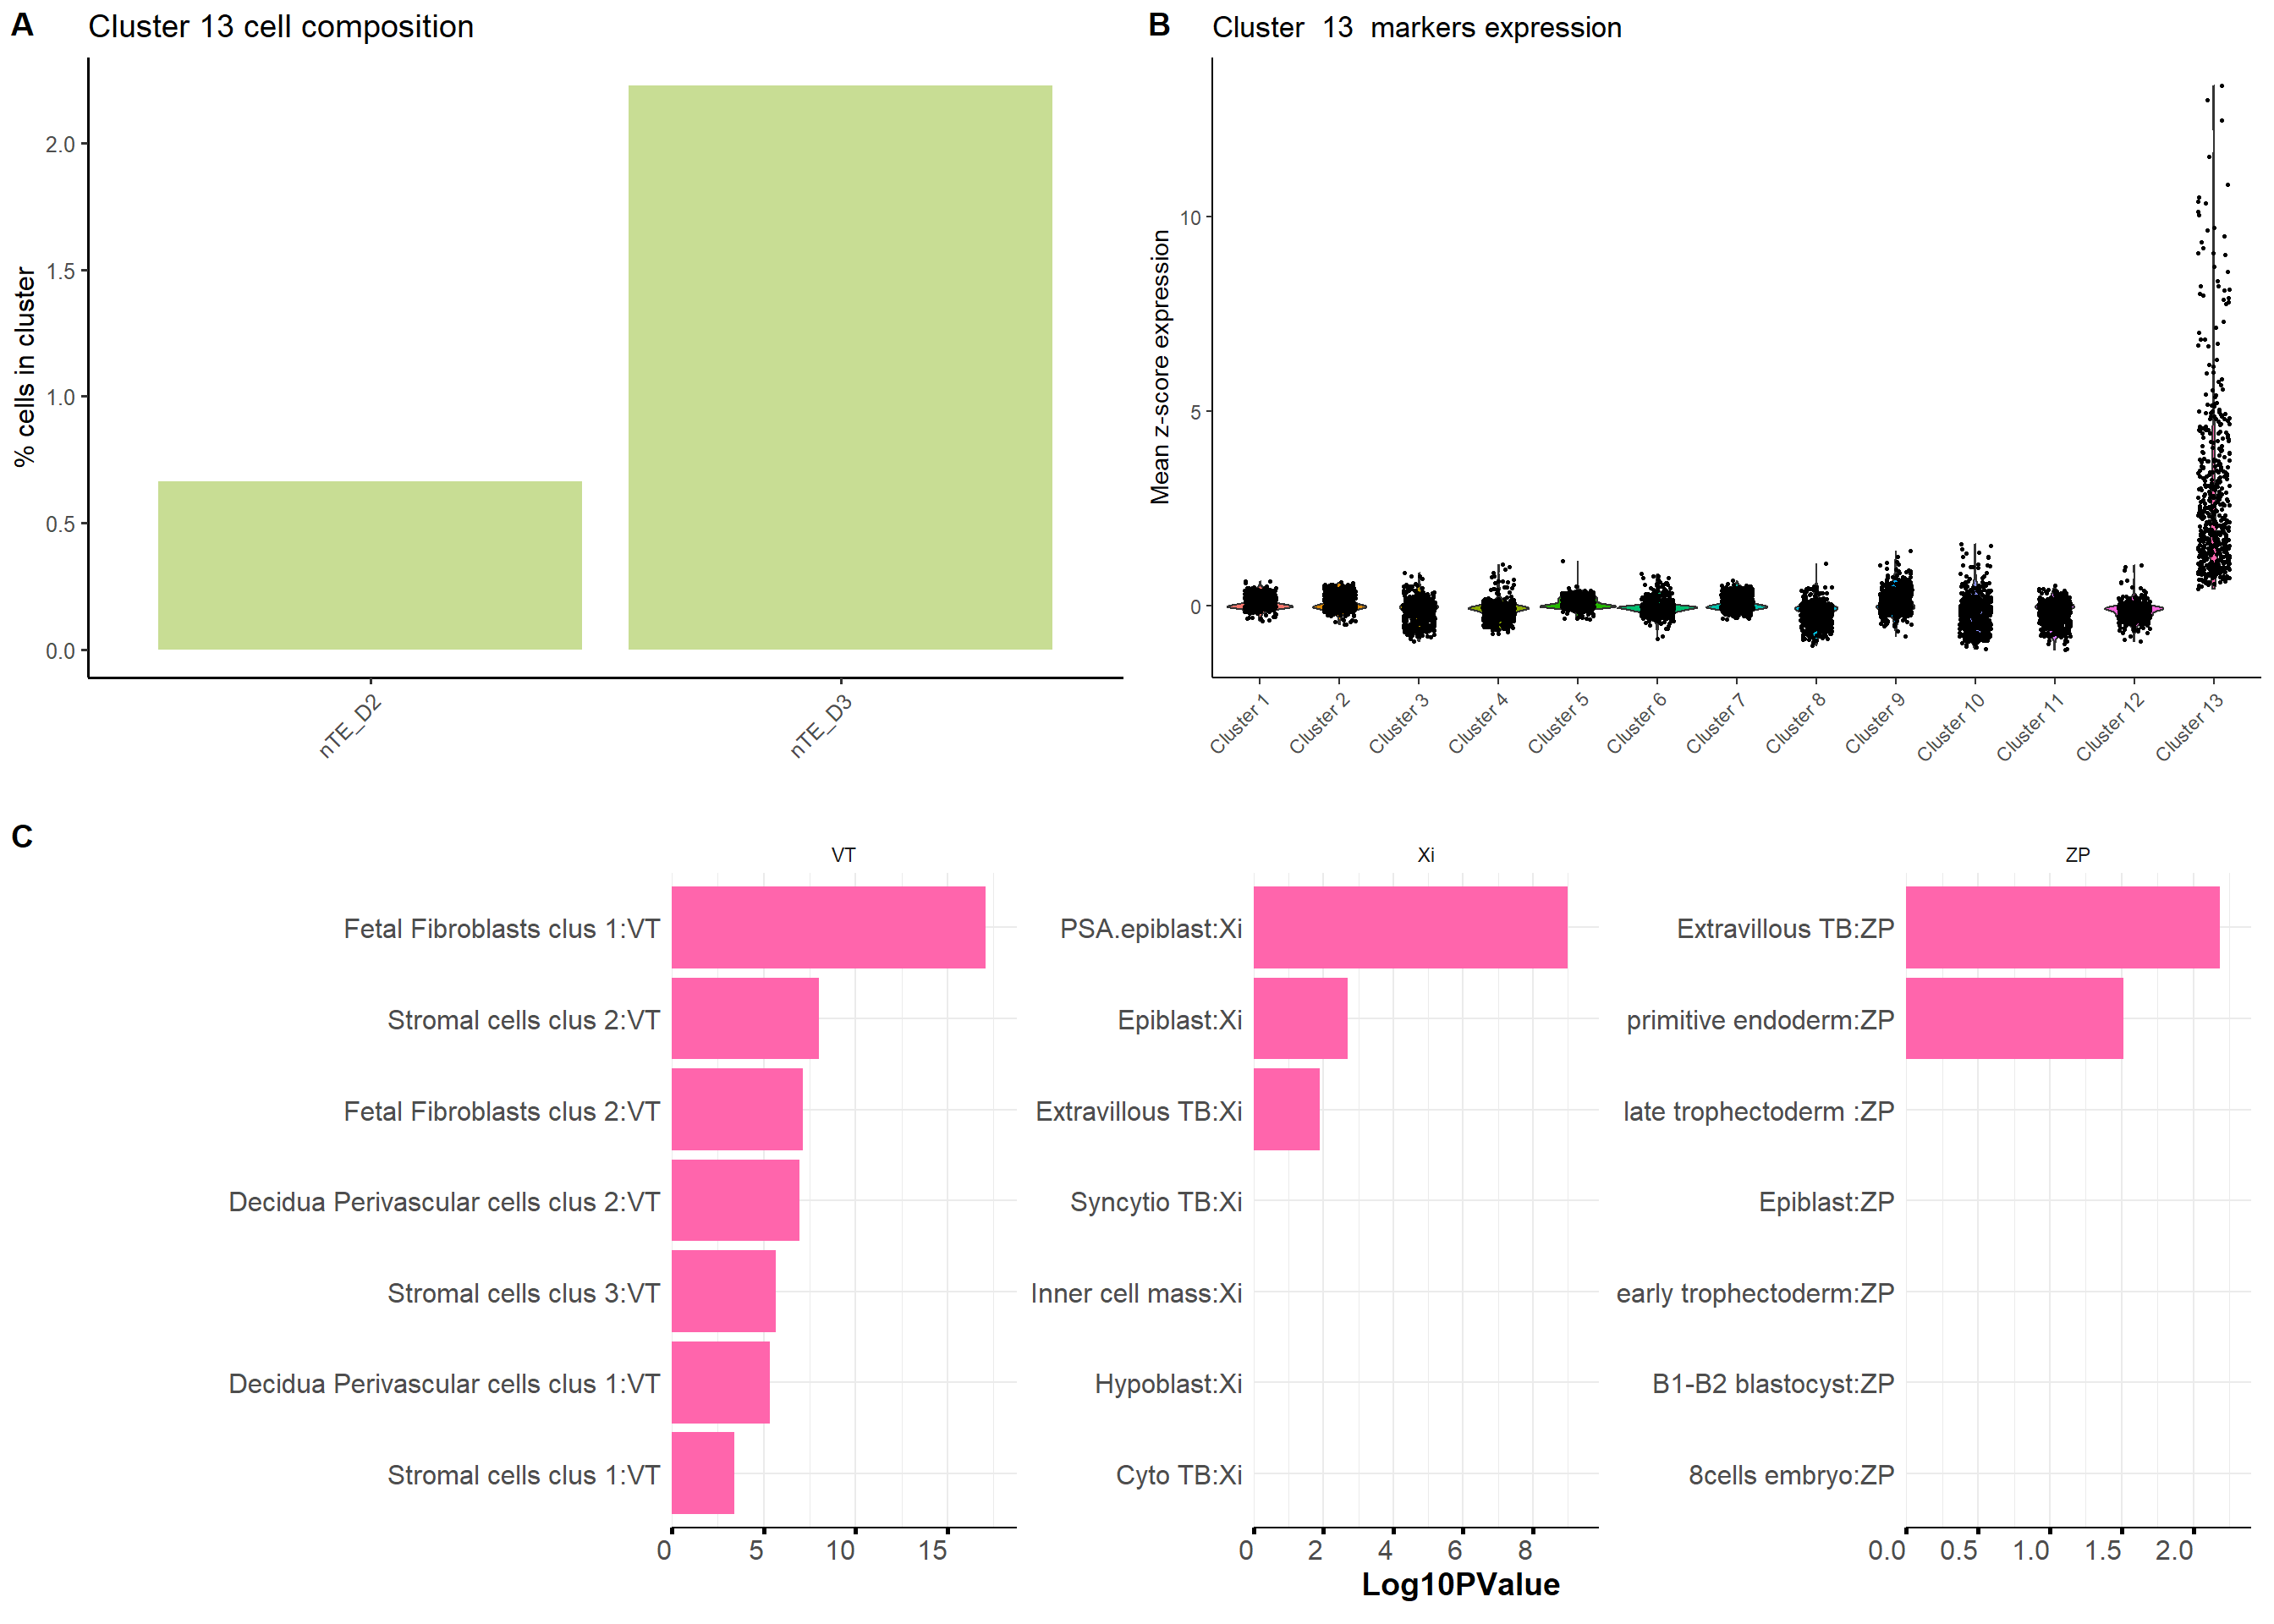 A
Cluster 13 cell composition
% cells in cluster
2.0
1.5
1.0
0.5
0.0
nTE_D2
nTE_D3
B
Cluster  13  markers expression
Mean z-score expression
10
5
0
Cluster 1
Cluster 2
Cluster 3
Cluster 4
Cluster 5
Cluster 6
Cluster 7
Cluster 8
Cluster 9
Cluster 10
Cluster 11
Cluster 12
Cluster 13
C
VT
Fetal Fibroblasts clus 1:VT
Stromal cells clus 2:VT
Fetal Fibroblasts clus 2:VT
Decidua Perivascular cells clus 2:VT
Stromal cells clus 3:VT
Decidua Perivascular cells clus 1:VT
Stromal cells clus 1:VT
0 5 10 15
Xi
PSA.epiblast:Xi
Epiblast:Xi
Extravillous TB:Xi
Syncytio TB:Xi
Inner cell mass:Xi
Hypoblast:Xi
Cyto TB:Xi
0 2 4 6 8
ZP
Extravillous TB:ZP
primitive endoderm:ZP
late trophectoderm :ZP
Epiblast:ZP
early trophectoderm:ZP
B1-B2 blastocyst:ZP
8cells embryo:ZP
0.0 0.5 1.0 1.5 2.0
Log10PValue